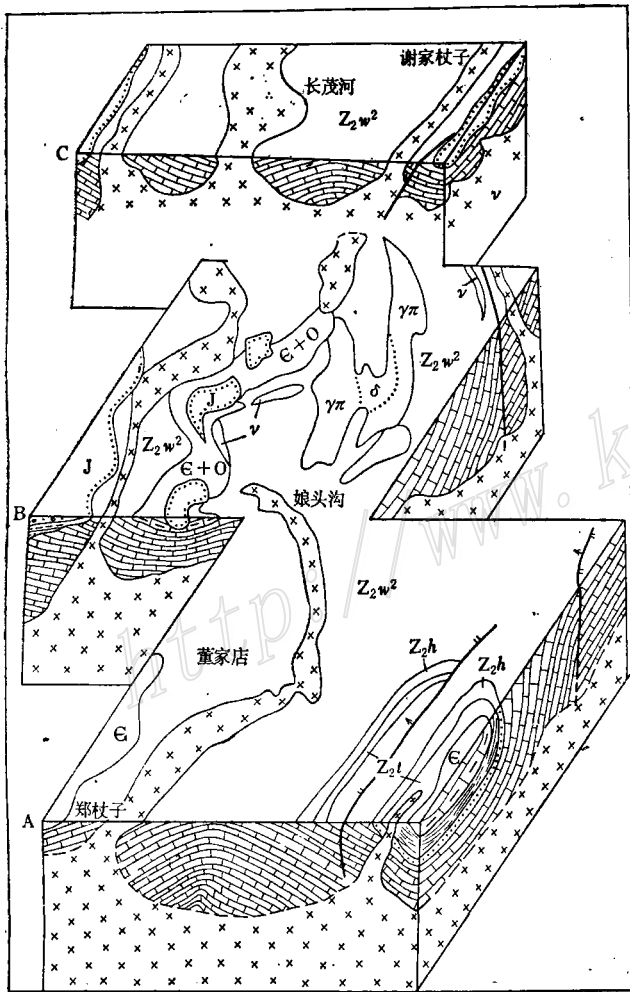 谢家杖子
长茂河
Z₂w²
C
ν
ν
γπ
Є+O
Z₂w²
γπ
δ
J
ν
Z₂w²
J
Є+O
娘头沟
B
Z₂w²
董家店
Z₂h
Z₂h
Є
Є
Z₂t
郑杖子
A
http://www.k